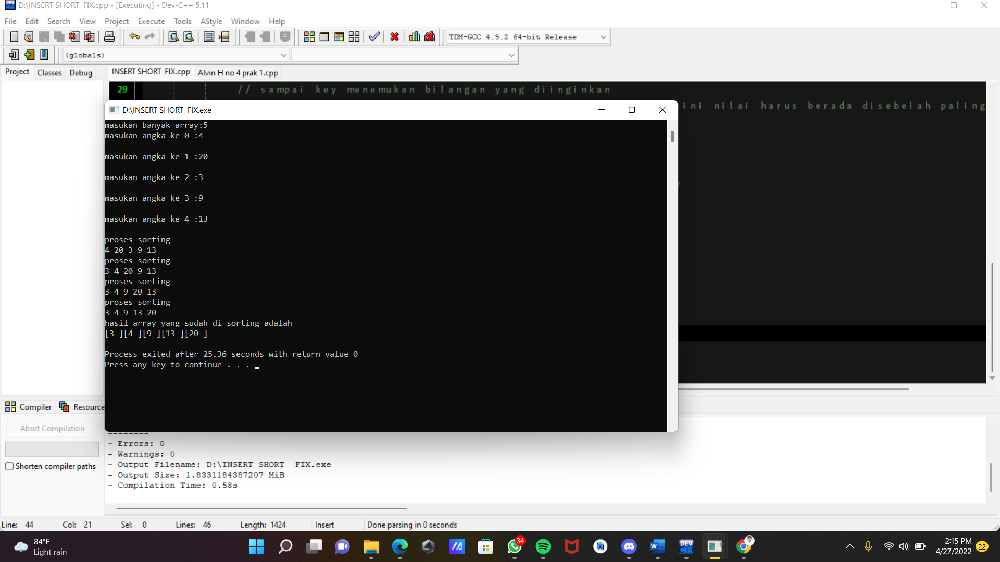 D:\INSERT SHORT  FIX.cpp - [Executing] - Dev-C++ 5.11
File Edit Search View Project Execute Tools AStyle Window Help
TDM-GCC 4.9.2 64-bit Release
(globals)
Project Classes Debug
INSERT SHORT  FIX.cpp Alvin H no 4 prak 1.cpp
29 // sampai key menemukan bilangan yang diinginkan
ini nilai harus berada disebelah paling
D:\INSERT SHORT  FIX.exe
masukan banyak array:5
masukan angka ke 0 :4
masukan angka ke 1 :20
masukan angka ke 2 :3
masukan angka ke 3 :9
masukan angka ke 4 :13
proses sorting
4 20 3 9 13
proses sorting
3 4 20 9 13
proses sorting
3 4 9 20 13
proses sorting
3 4 9 13 20
hasil array yang sudah di sorting adalah
[3 ][4 ][9 ][13 ][20 ]
--------------------------------
Process exited after 25.36 seconds with return value 0
Press any key to continue . . .
Compiler Resource
Abort Compilation
Shorten compiler paths
--------
- Errors: 0
- Warnings: 0
- Output Filename: D:\INSERT SHORT  FIX.exe
- Output Size: 1.8331184387207 MiB
- Compilation Time: 0.58s
Line: 44 Col: 21 Sel: 0 Lines: 46 Length: 1424 Insert Done parsing in 0 seconds
84°F
Light rain
34
DEV
C++
2:15 PM
4/27/2022
22